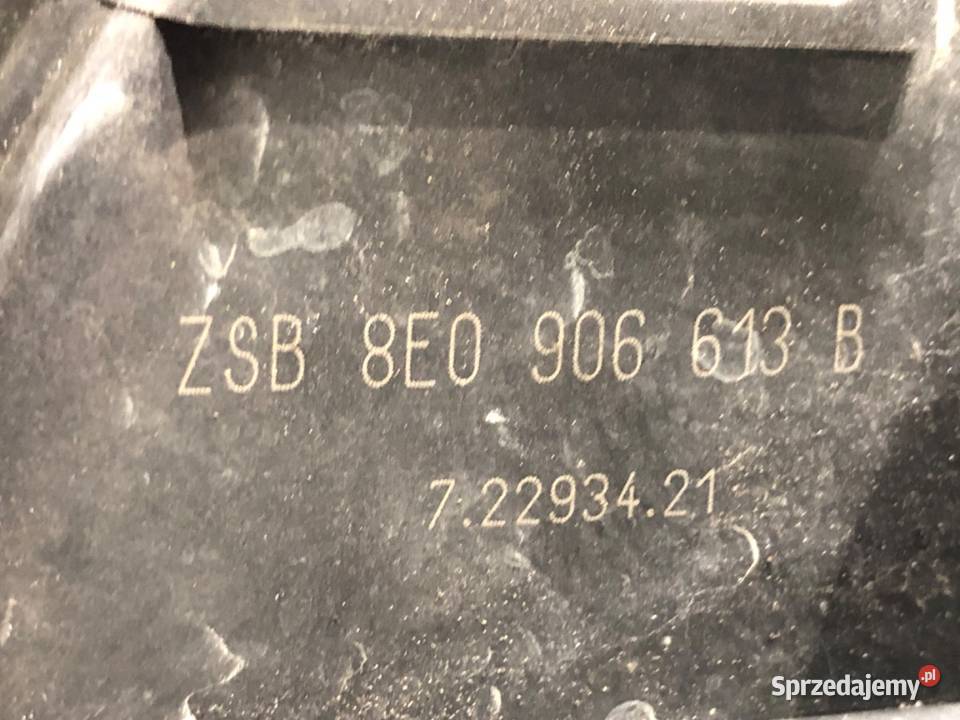 ZSB 8E0 906 613 B
7.22934.21
Sprzedajemy.pl